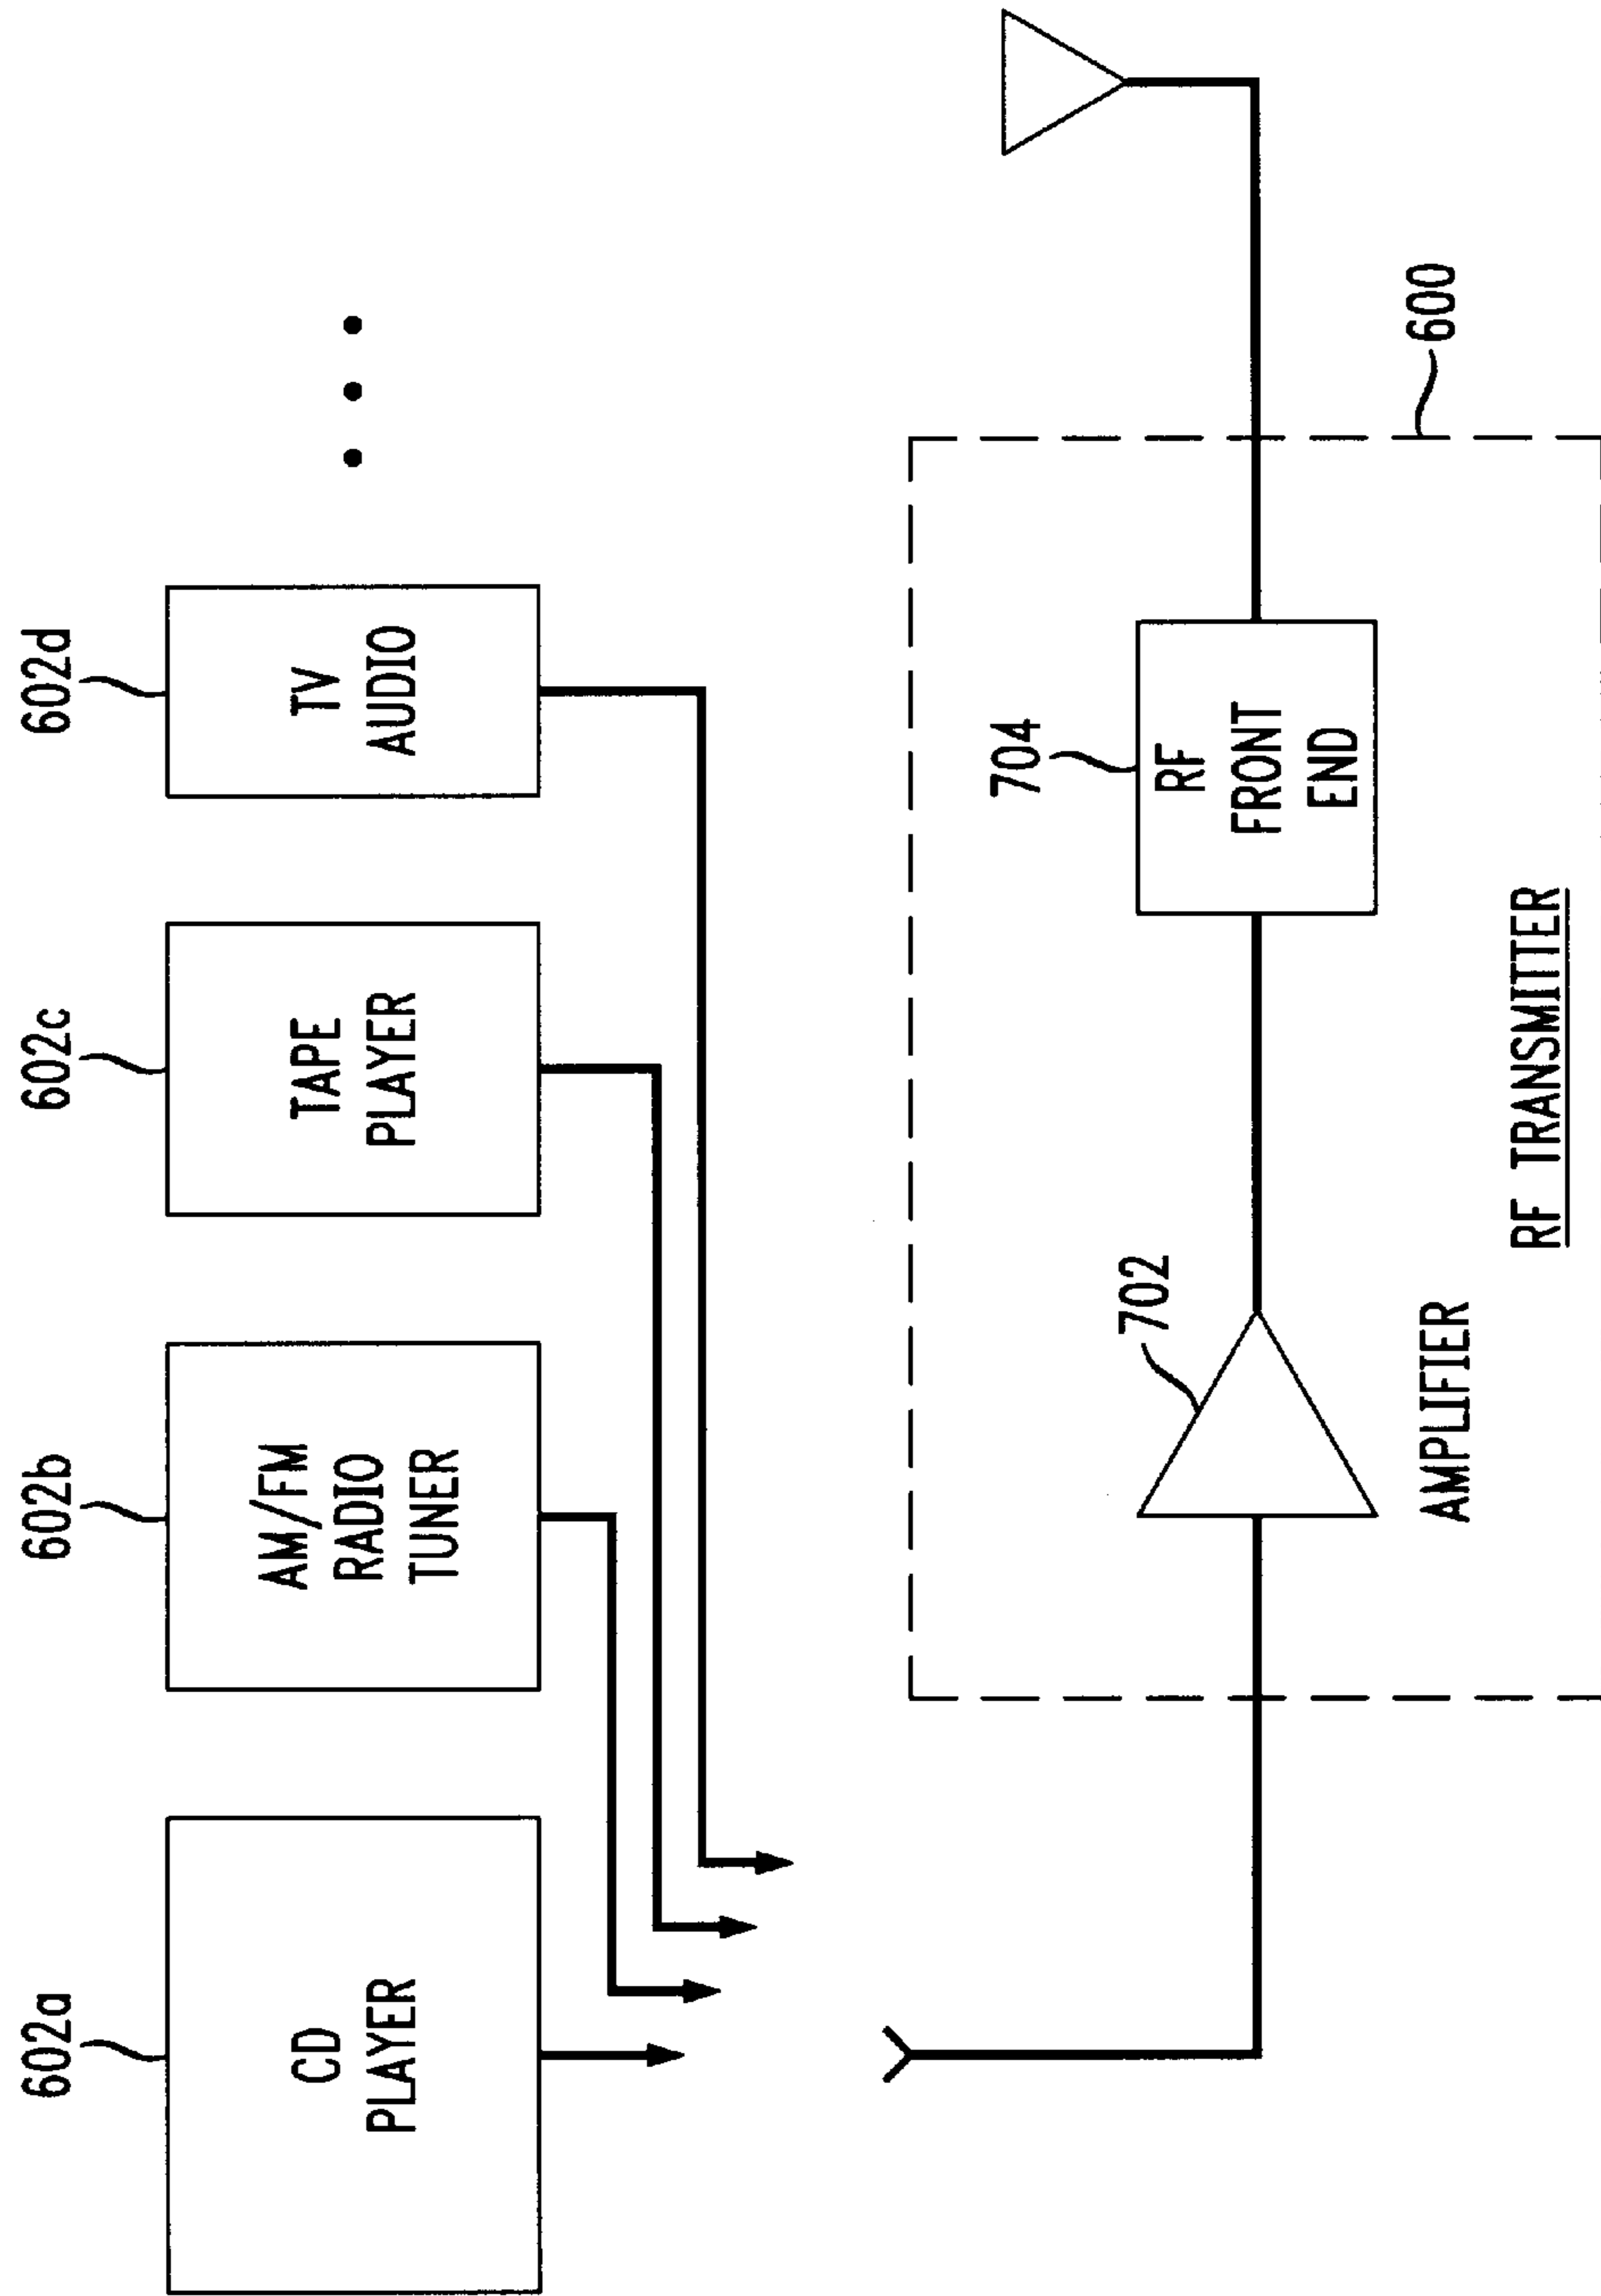 602a
602b
602c
602d
CD
PLAYER
AM/FM
RADIO
TUNER
TAPE
PLAYER
TV
AUDIO
702
704
RF
FRONT
END
600
AMPLIFIER
RF TRANSMITTER